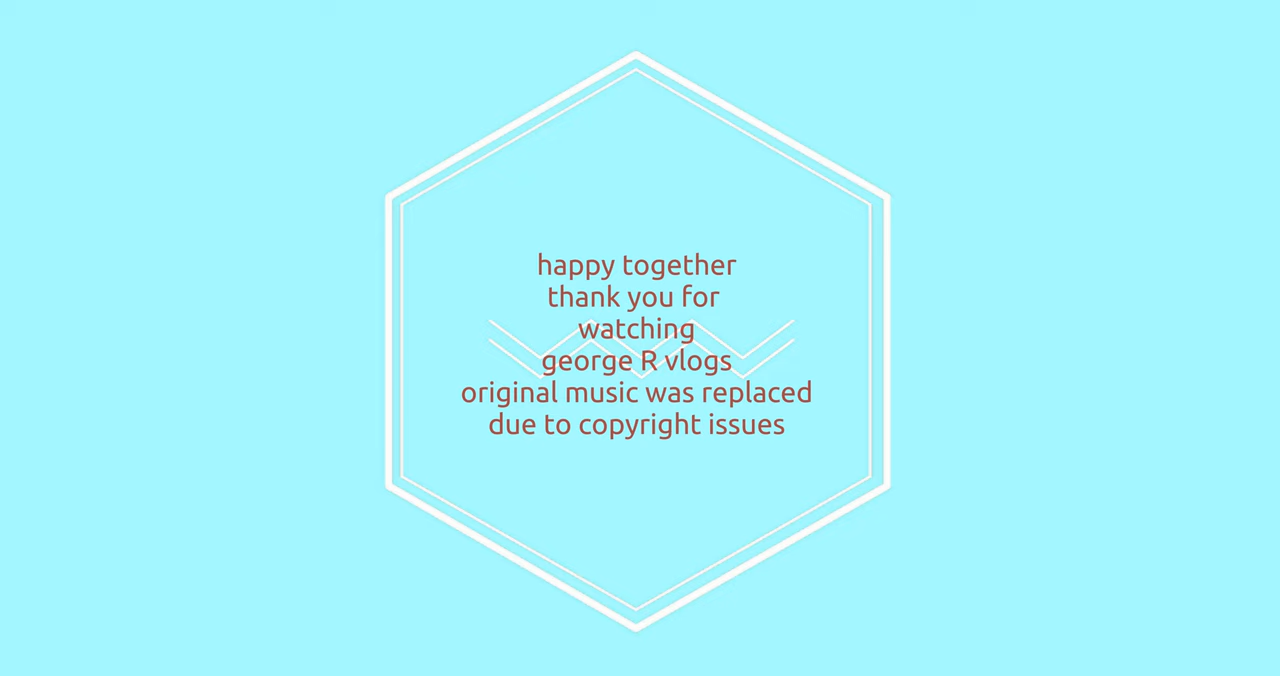 happy together
thank you for
watching
george R vlogs
original music was replaced
due to copyright issues